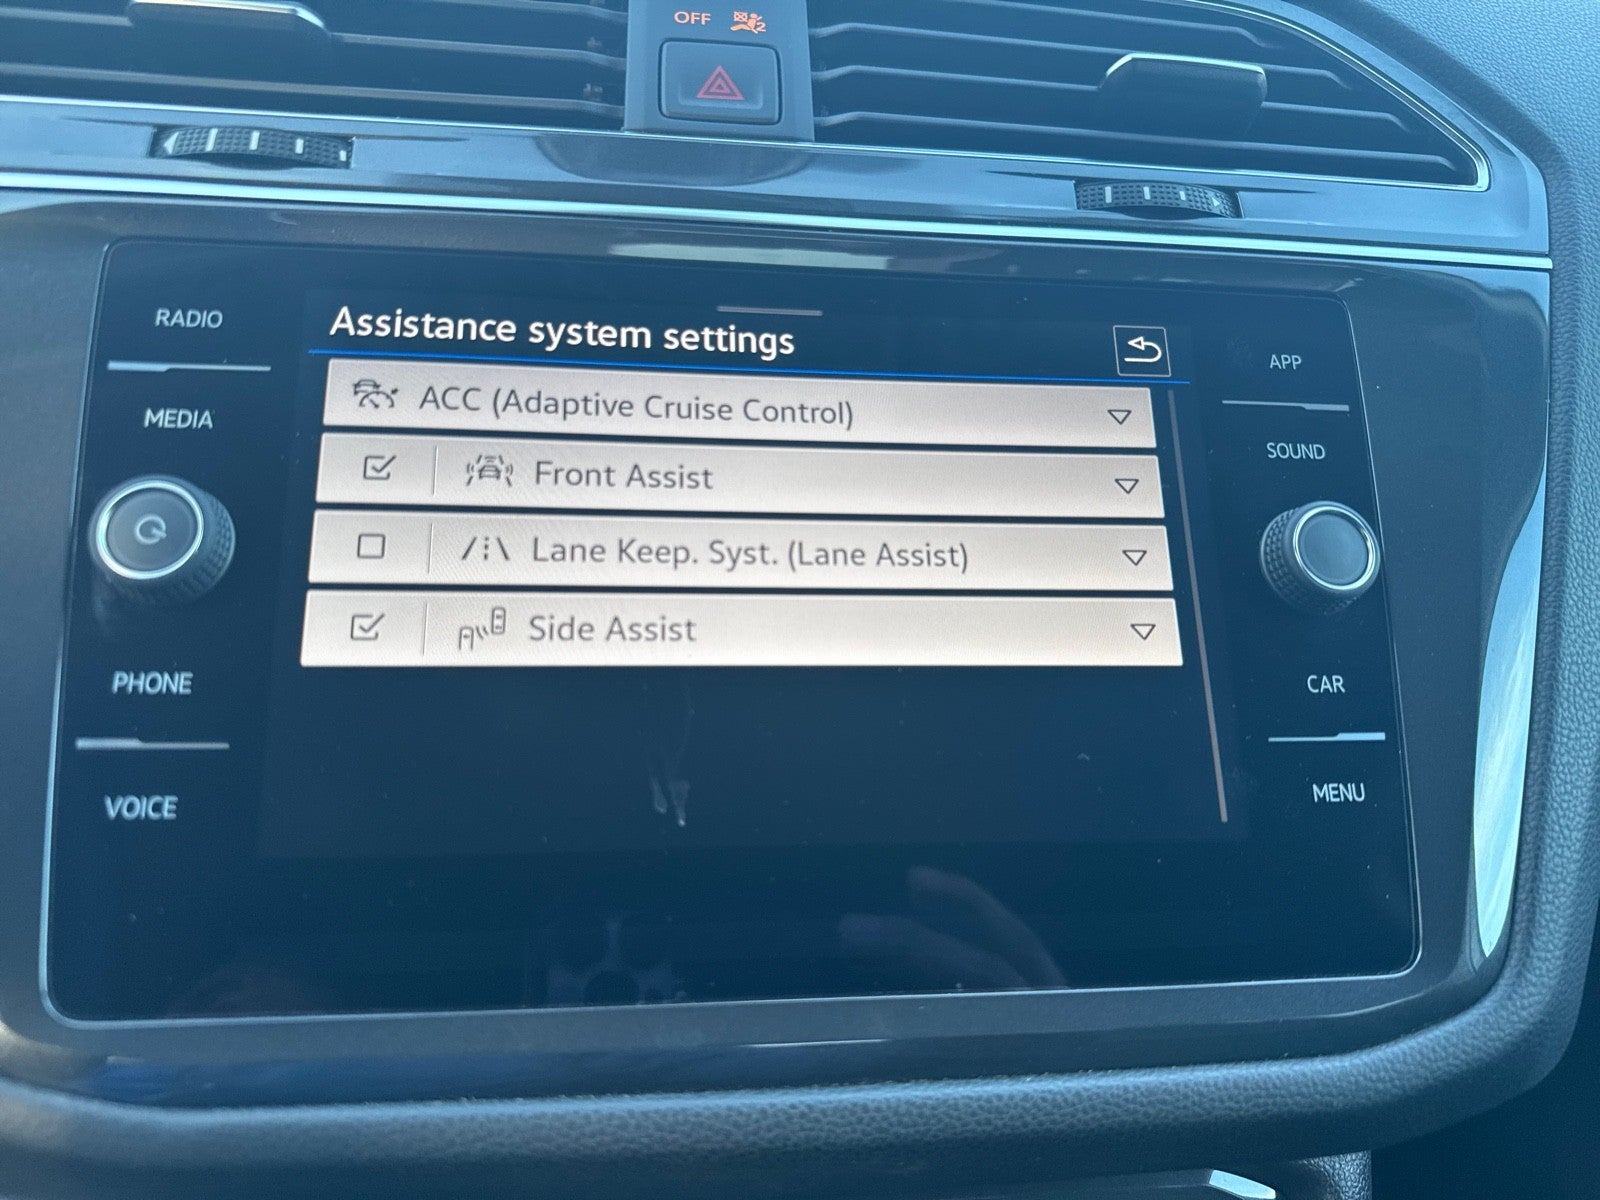 OFF 2
RADIO
MEDIA
PHONE
VOICE
Assistance system settings
ACC (Adaptive Cruise Control)
Front Assist
Lane Keep. Syst. (Lane Assist)
Side Assist
APP
SOUND
CAR
MENU